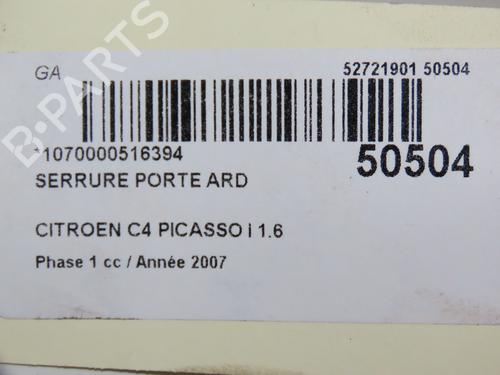 GA
52721901 50504
*1070000516394
50504
SERRURE PORTE ARD
CITROEN C4 PICASSO i 1.6
Phase 1 cc / Année 2007
B-PARTS